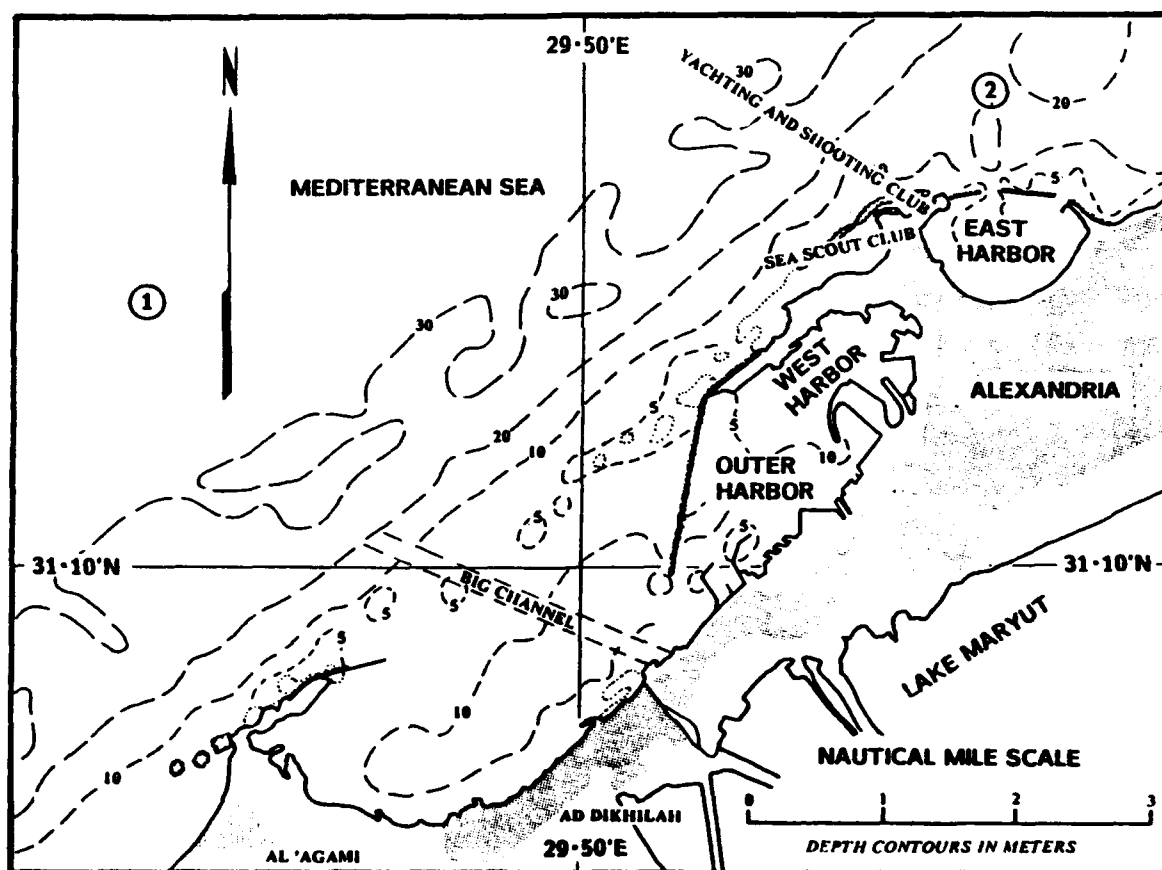 29·50'E
N
30
YACHTING AND SHOOTING CLUB
2
20
MEDITERRANEAN SEA
5
SEA SCOUT CLUB
EAST
HARBOR
1
30
30
WEST
HARBOR
ALEXANDRIA
5
5
20
10
OUTER
HARBOR
10
5
5
31·10'N
31·10'N
BIG CHANNEL
5
5
5
LAKE MARYUT
10
10
NAUTICAL MILE SCALE
0 1 2 3
AD DIKHILAH
29·50'E
DEPTH CONTOURS IN METERS
AL 'AGAMI